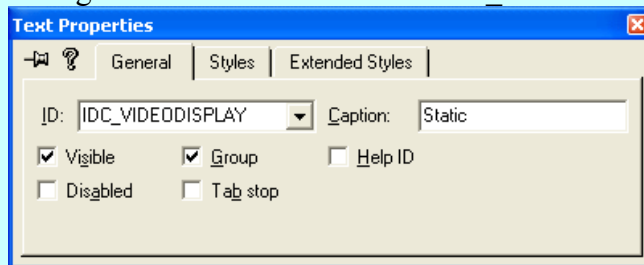 Text Properties
? General Styles Extended Styles
ID: IDC_VIDEODISPLAY Caption: Static
Visible Group Help ID
Disabled Tab stop